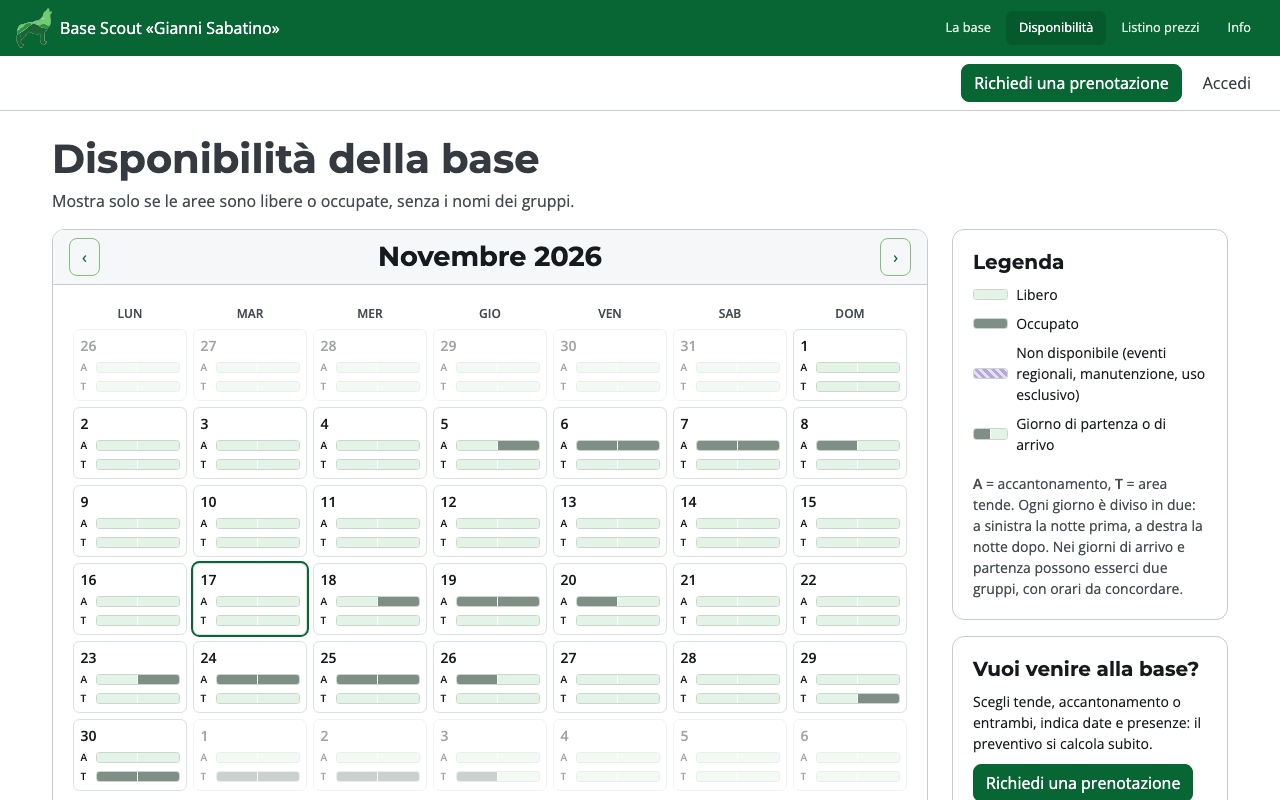 Base Scout «Gianni Sabatino»
La base
Disponibilità
Listino prezzi
Info
Richiedi una prenotazione
Accedi
Disponibilità della base
Mostra solo se le aree sono libere o occupate, senza i nomi dei gruppi.
‹
Novembre 2026
›
LUN MAR MER GIO VEN SAB DOM
26 27 28 29 30 31 1
A A A A A A A
T T T T T T T
2 3 4 5 6 7 8
A A A A A A A
T T T T T T T
9 10 11 12 13 14 15
A A A A A A A
T T T T T T T
16 17 18 19 20 21 22
A A A A A A A
T T T T T T T
23 24 25 26 27 28 29
A A A A A A A
T T T T T T T
30 1 2 3 4 5 6
A A A A A A A
T T T T T T T
Legenda
Libero
Occupato
Non disponibile (eventi
regionali, manutenzione, uso
esclusivo)
Giorno di partenza o di
arrivo
A = accantonamento, T = area
tende. Ogni giorno è diviso in due:
a sinistra la notte prima, a destra la
notte dopo. Nei giorni di arrivo e
partenza possono esserci due
gruppi, con orari da concordare.
Vuoi venire alla base?
Scegli tende, accantonamento o
entrambi, indica date e presenze: il
preventivo si calcola subito.
Richiedi una prenotazione